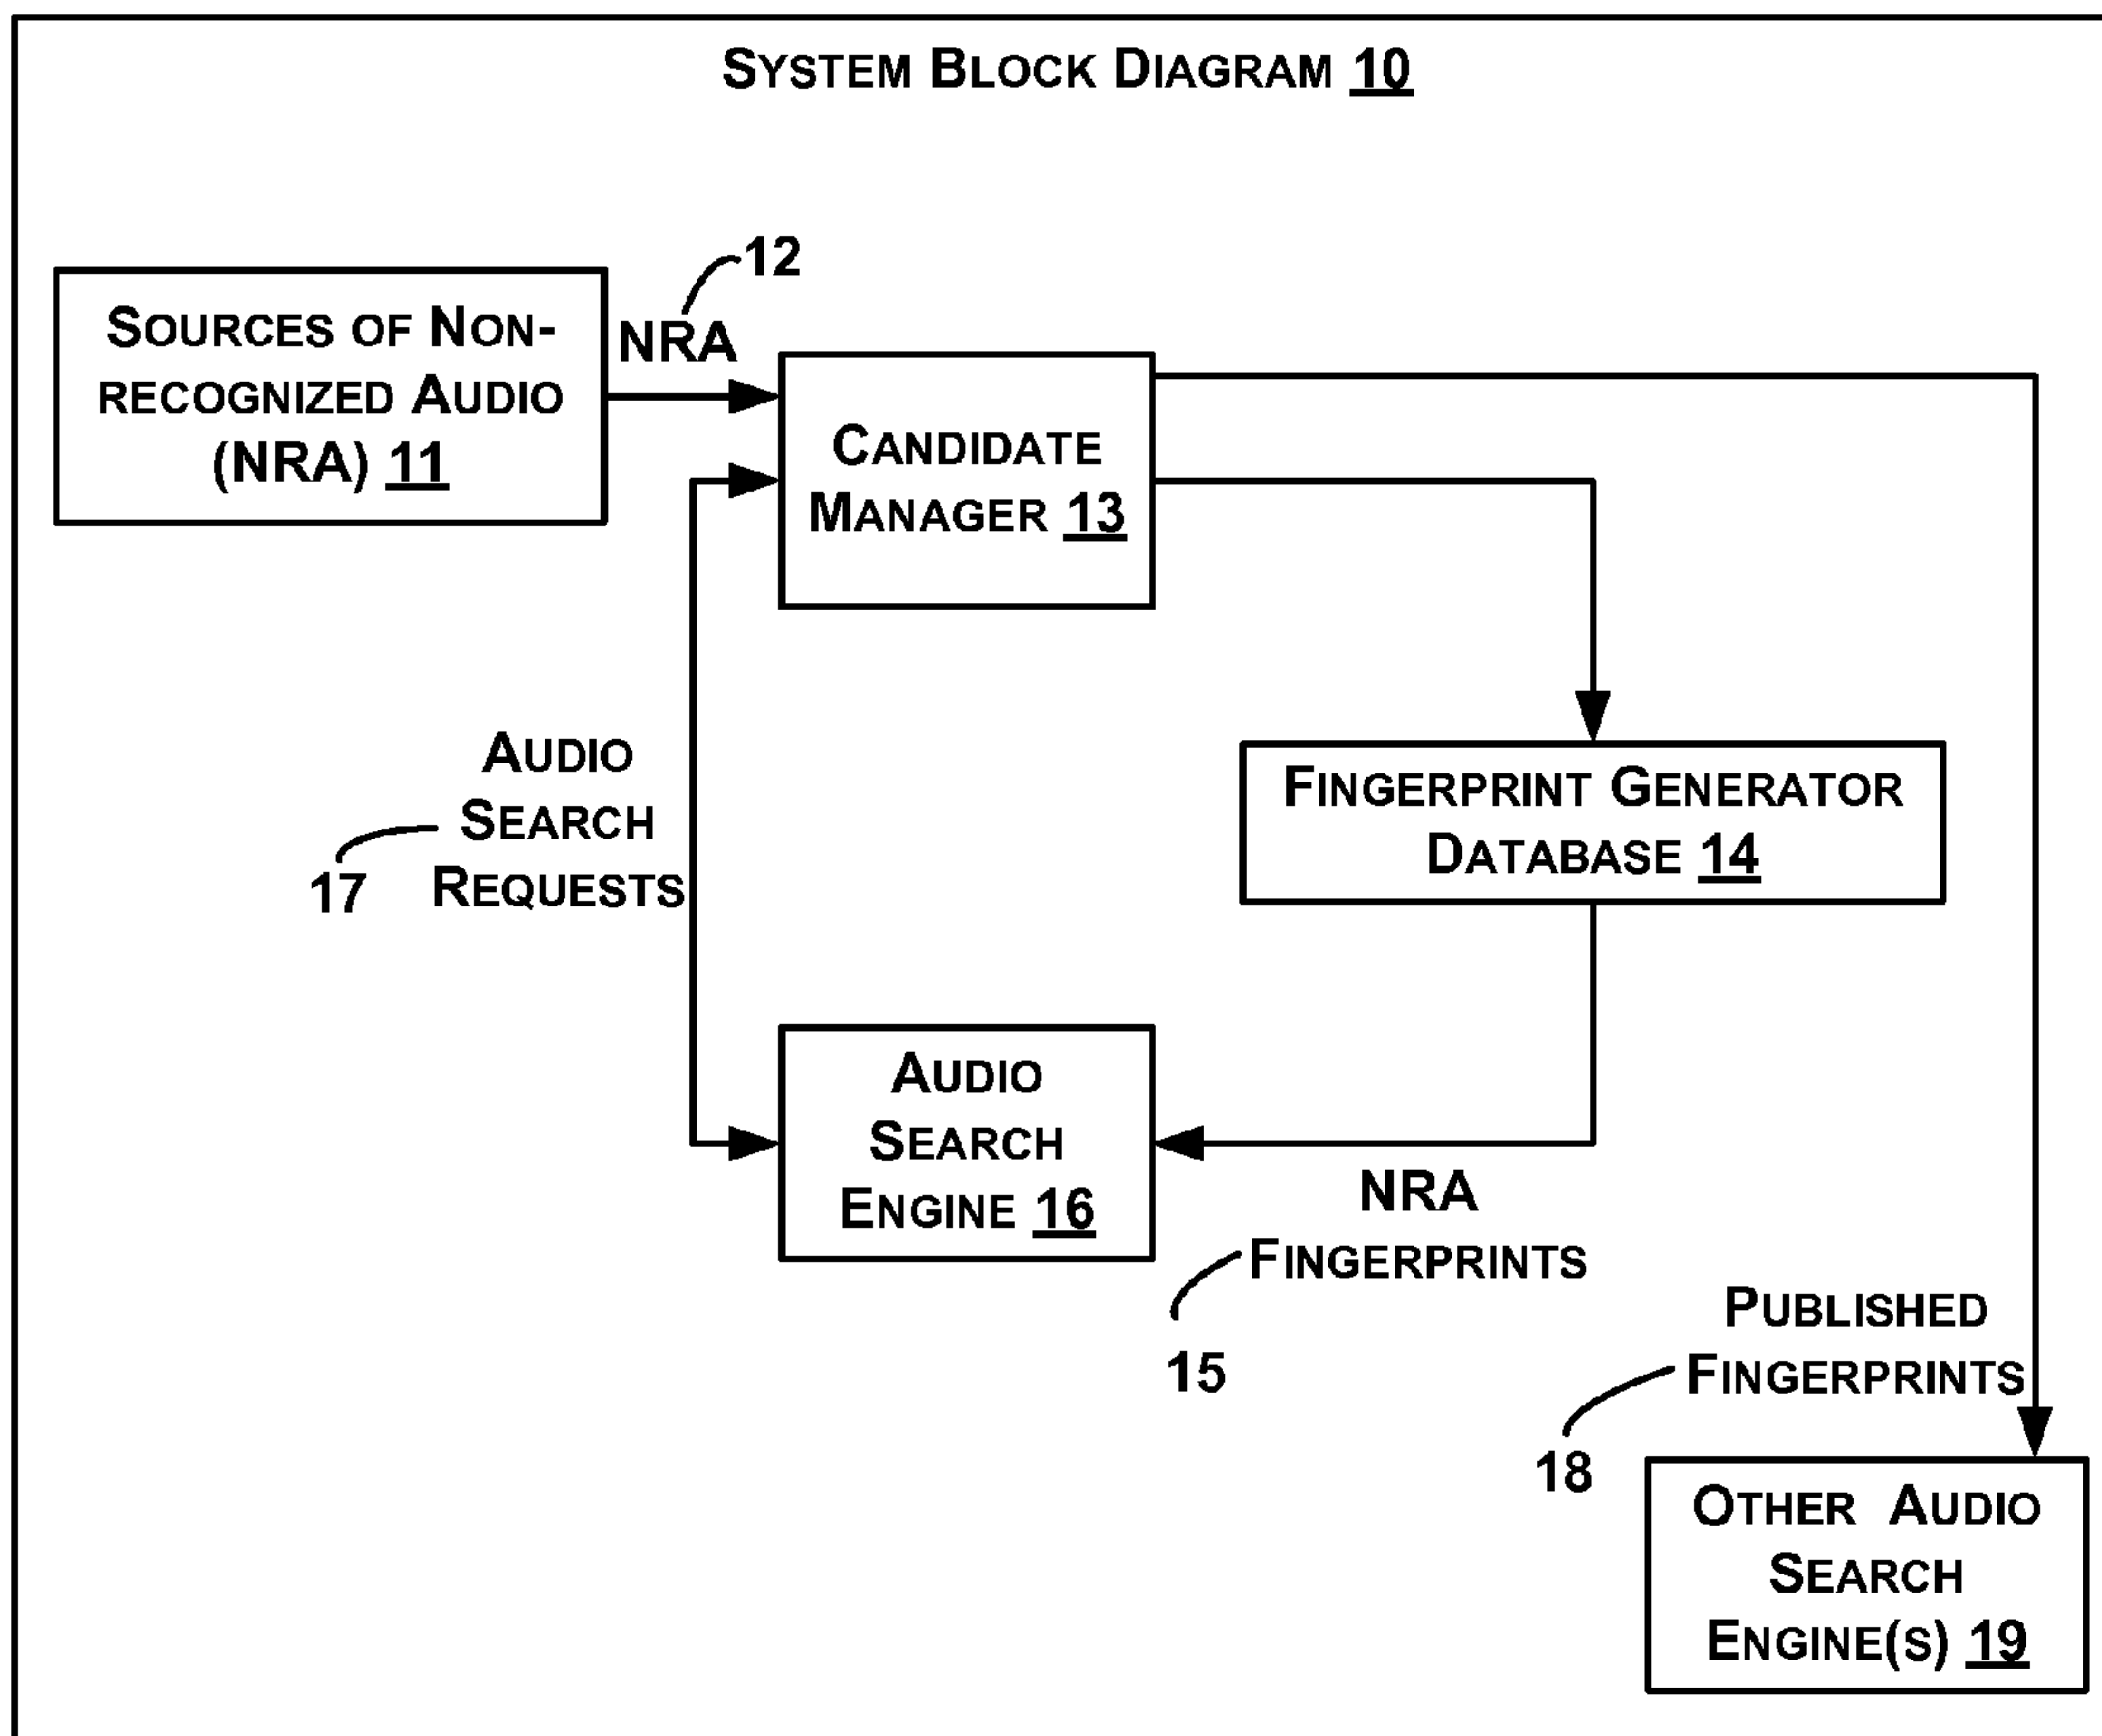 SYSTEM BLOCK DIAGRAM 10
12
SOURCES OF NON-
RECOGNIZED AUDIO
(NRA) 11
NRA
CANDIDATE
MANAGER 13
AUDIO
SEARCH
REQUESTS
17
FINGERPRINT GENERATOR
DATABASE 14
AUDIO
SEARCH
ENGINE 16
NRA
FINGERPRINTS
15
PUBLISHED
FINGERPRINTS
18
OTHER AUDIO
SEARCH
ENGINE(S) 19